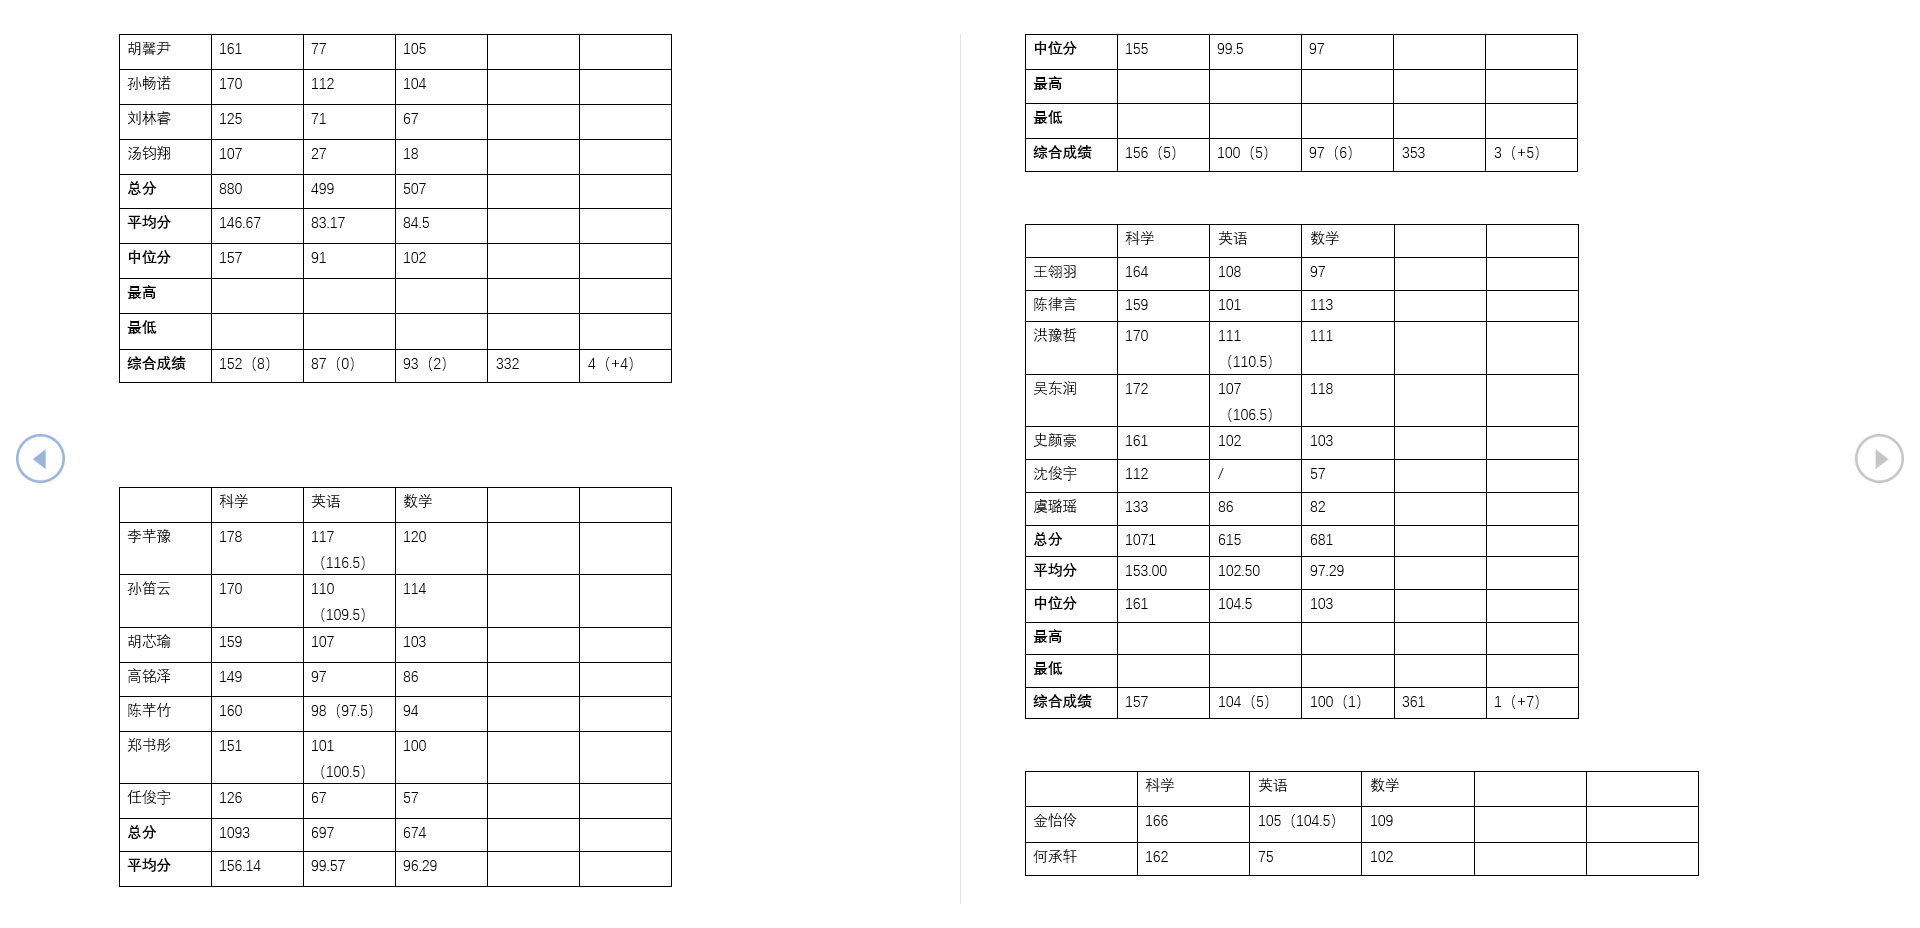 胡馨尹 161 77 105
孙畅诺 170 112 104
刘林睿 125 71 67
汤钧翔 107 27 18
总分 880 499 507
平均分 146.67 83.17 84.5
中位分 157 91 102
最高
最低
综合成绩 152（8） 87（0） 93（2） 332 4（+4）
科学 英语 数学
李芊豫 178 117 120
（116.5）
孙笛云 170 110 114
（109.5）
胡芯瑜 159 107 103
高铭泽 149 97 86
陈芊竹 160 98（97.5） 94
郑书彤 151 101 100
（100.5）
任俊宇 126 67 57
总分 1093 697 674
平均分 156.14 99.57 96.29
中位分 155 99.5 97
最高
最低
综合成绩 156（5） 100（5） 97（6） 353 3（+5）
科学 英语 数学
王翎羽 164 108 97
陈律言 159 101 113
洪豫哲 170 111 111
（110.5）
吴东润 172 107 118
（106.5）
史颜豪 161 102 103
沈俊宇 112 / 57
虞璐瑶 133 86 82
总分 1071 615 681
平均分 153.00 102.50 97.29
中位分 161 104.5 103
最高
最低
综合成绩 157 104（5） 100（1） 361 1（+7）
科学 英语 数学
金怡伶 166 105（104.5） 109
何承轩 162 75 102